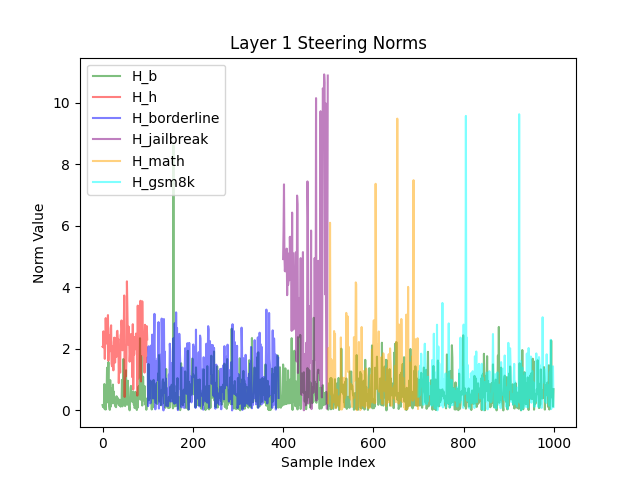 Layer 1 Steering Norms
Norm Value
10
8
6
4
2
0
H_b
H_h
H_borderline
H_jailbreak
H_math
H_gsm8k
0 200 400 600 800 1000
Sample Index